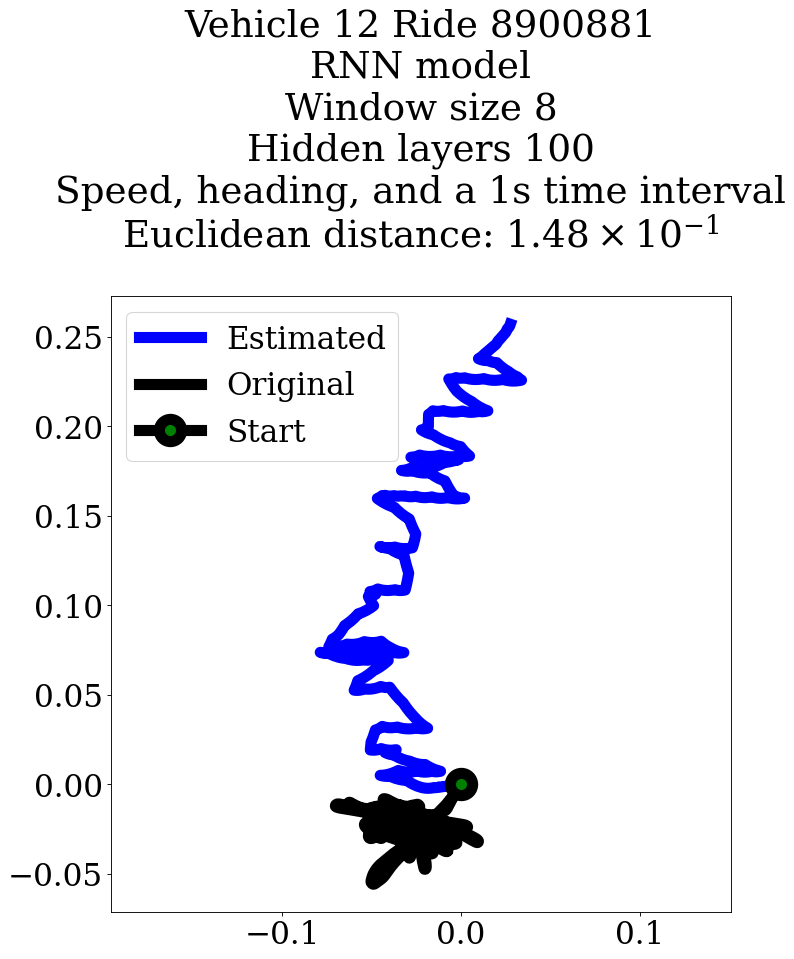 Vehicle 12 Ride 8900881
RNN model
Window size 8
Hidden layers 100
Speed, heading, and a 1s time interval
Euclidean distance: 1.48 × 10⁻¹
Estimated
Original
Start
0.25
0.20
0.15
0.10
0.05
0.00
−0.05
−0.1 0.0 0.1